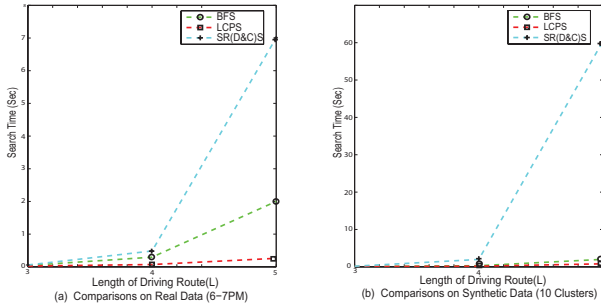 8
7
6
5
4
3
2
1
0
3
4
5
Search Time (Sec)
BFS
LCPS
SR(D&C)S
Length of Driving Route(L)
(a) Comparisons on Real Data (6−7PM)
60
50
40
30
20
10
0
3
4
Search Time (Sec)
BFS
LCPS
SR(D&C)S
Length of Driving Route(L)
(b) Comparisons on Synthetic Data (10 Clusters)